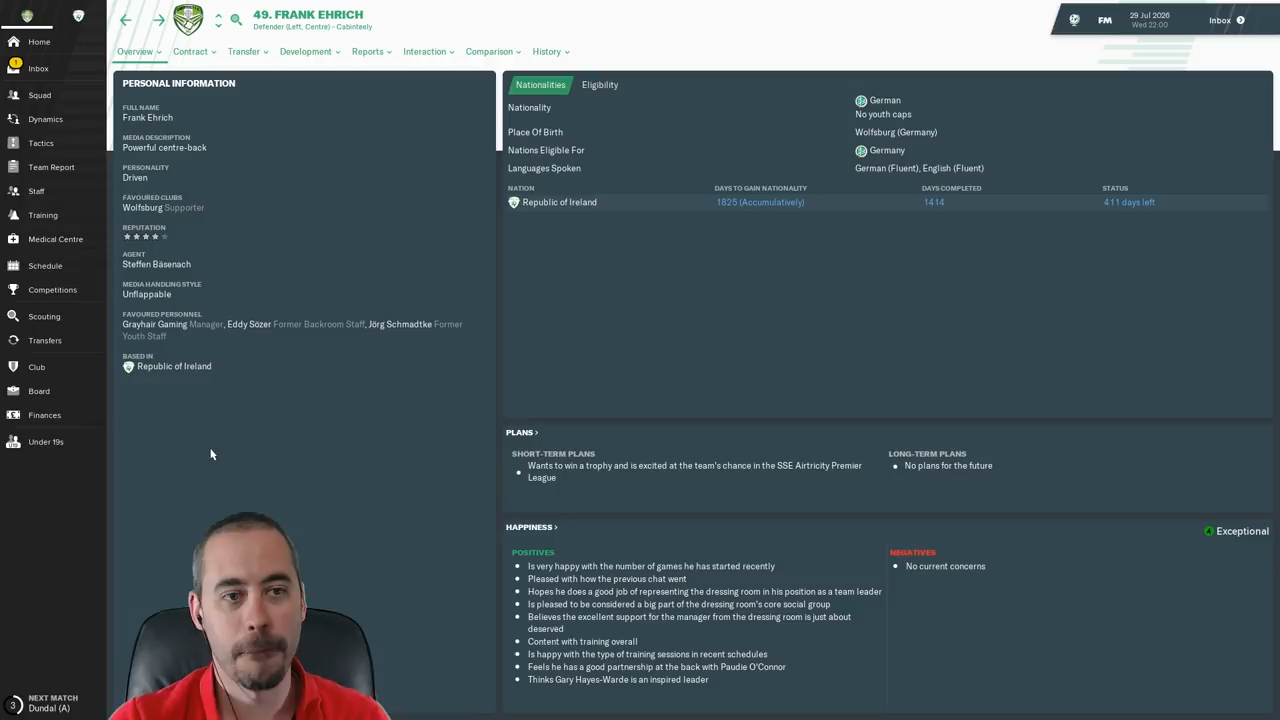 49. FRANK EHRICH
Defender (Left, Centre) - Cabinteely
29 Jul 2026
Wed 22:00
FM
Inbox
Overview
Contract
Transfer
Development
Reports
Interaction
Comparison
History
Home
1
Inbox
Squad
Dynamics
Tactics
Team Report
Staff
Training
Medical Centre
Schedule
Competitions
Scouting
Transfers
Club
Board
Finances
Under 19s
3
NEXT MATCH
Dundal (A)
PERSONAL INFORMATION
FULL NAME
Frank Ehrich
MEDIA DESCRIPTION
Powerful centre-back
PERSONALITY
Driven
FAVOURED CLUBS
Wolfsburg Supporter
REPUTATION
AGENT
Steffen Bäsenach
MEDIA HANDLING STYLE
Unflappable
FAVOURED PERSONNEL
Grayhair Gaming Manager, Eddy Sözer Former Backroom Staff, Jörg Schmadtke Former
Youth Staff
BASED IN
Republic of Ireland
Nationalities
Eligibility
Nationality
German
No youth caps
Place Of Birth
Wolfsburg (Germany)
Nations Eligible For
Germany
Languages Spoken
German (Fluent), English (Fluent)
NATION
DAYS TO GAIN NATIONALITY
DAYS COMPLETED
STATUS
Republic of Ireland
1825 (Accumulatively)
1414
411 days left
PLANS >
SHORT-TERM PLANS
Wants to win a trophy and is excited at the team's chance in the SSE Airtricity Premier
League
LONG-TERM PLANS
No plans for the future
HAPPINESS >
4 Exceptional
POSITIVES
Is very happy with the number of games he has started recently
Pleased with how the previous chat went
Hopes he does a good job of representing the dressing room in his position as a team leader
Is pleased to be considered a big part of the dressing room's core social group
Believes the excellent support for the manager from the dressing room is just about
deserved
Content with training overall
Is happy with the type of training sessions in recent schedules
Feels he has a good partnership at the back with Paudie O'Connor
Thinks Gary Hayes-Warde is an inspired leader
NEGATIVES
No current concerns